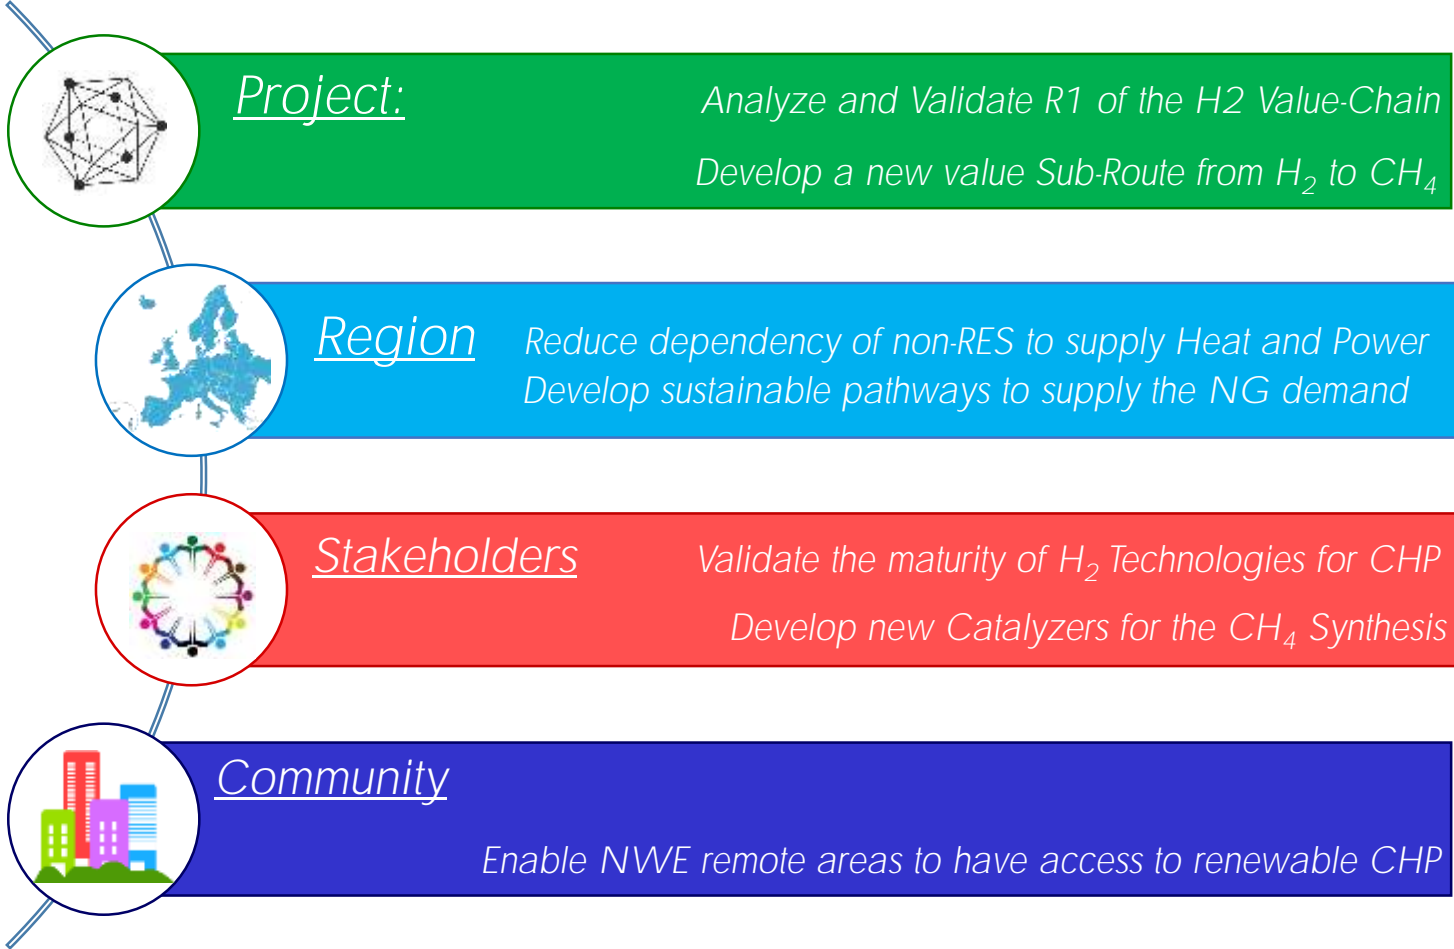 Project:
Analyze and Validate R1 of the H2 Value-Chain
Develop a new value Sub-Route from H₂ to CH₄
Region
Reduce dependency of non-RES to supply Heat and Power
Develop sustainable pathways to supply the NG demand
Stakeholders
Validate the maturity of H₂ Technologies for CHP
Develop new Catalyzers for the CH₄ Synthesis
Community
Enable NWE remote areas to have access to renewable CHP